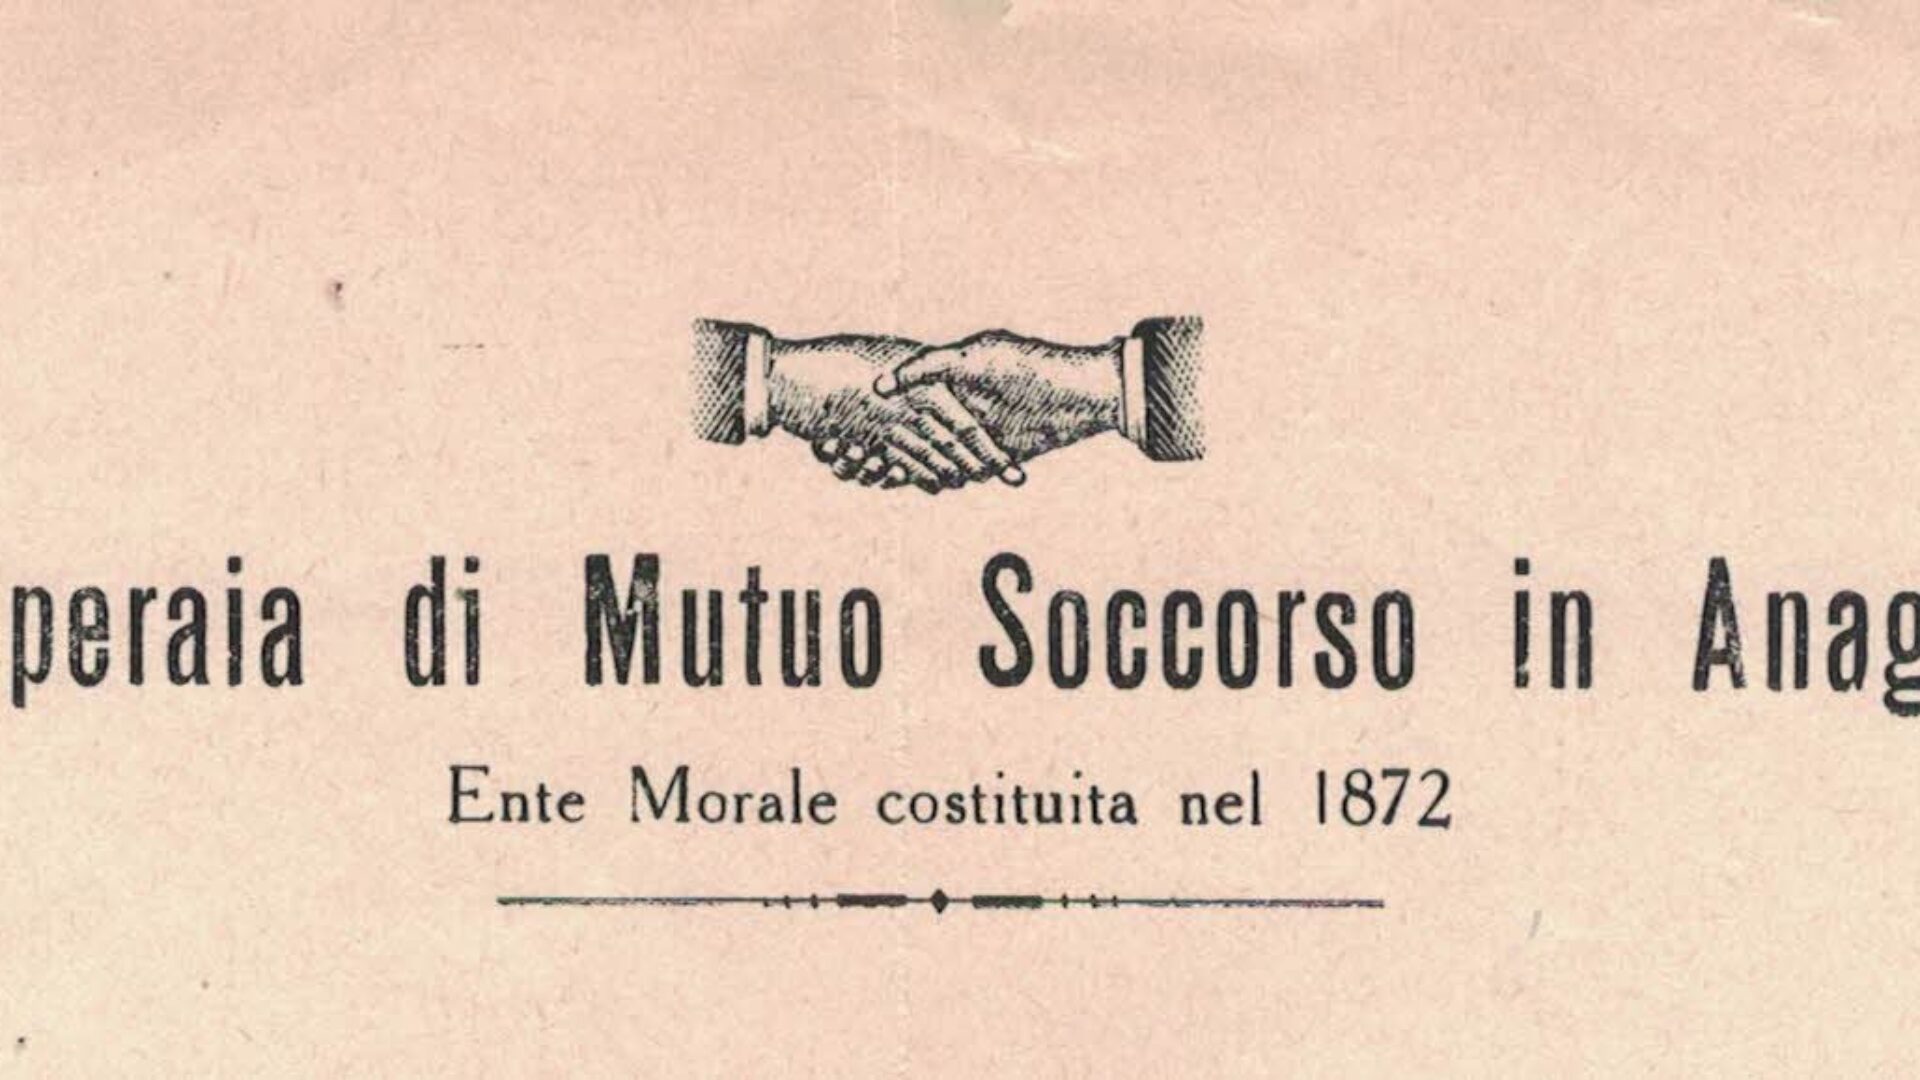 peraia di Mutuo Soccorso in Anag
Ente Morale costituita nel 1872